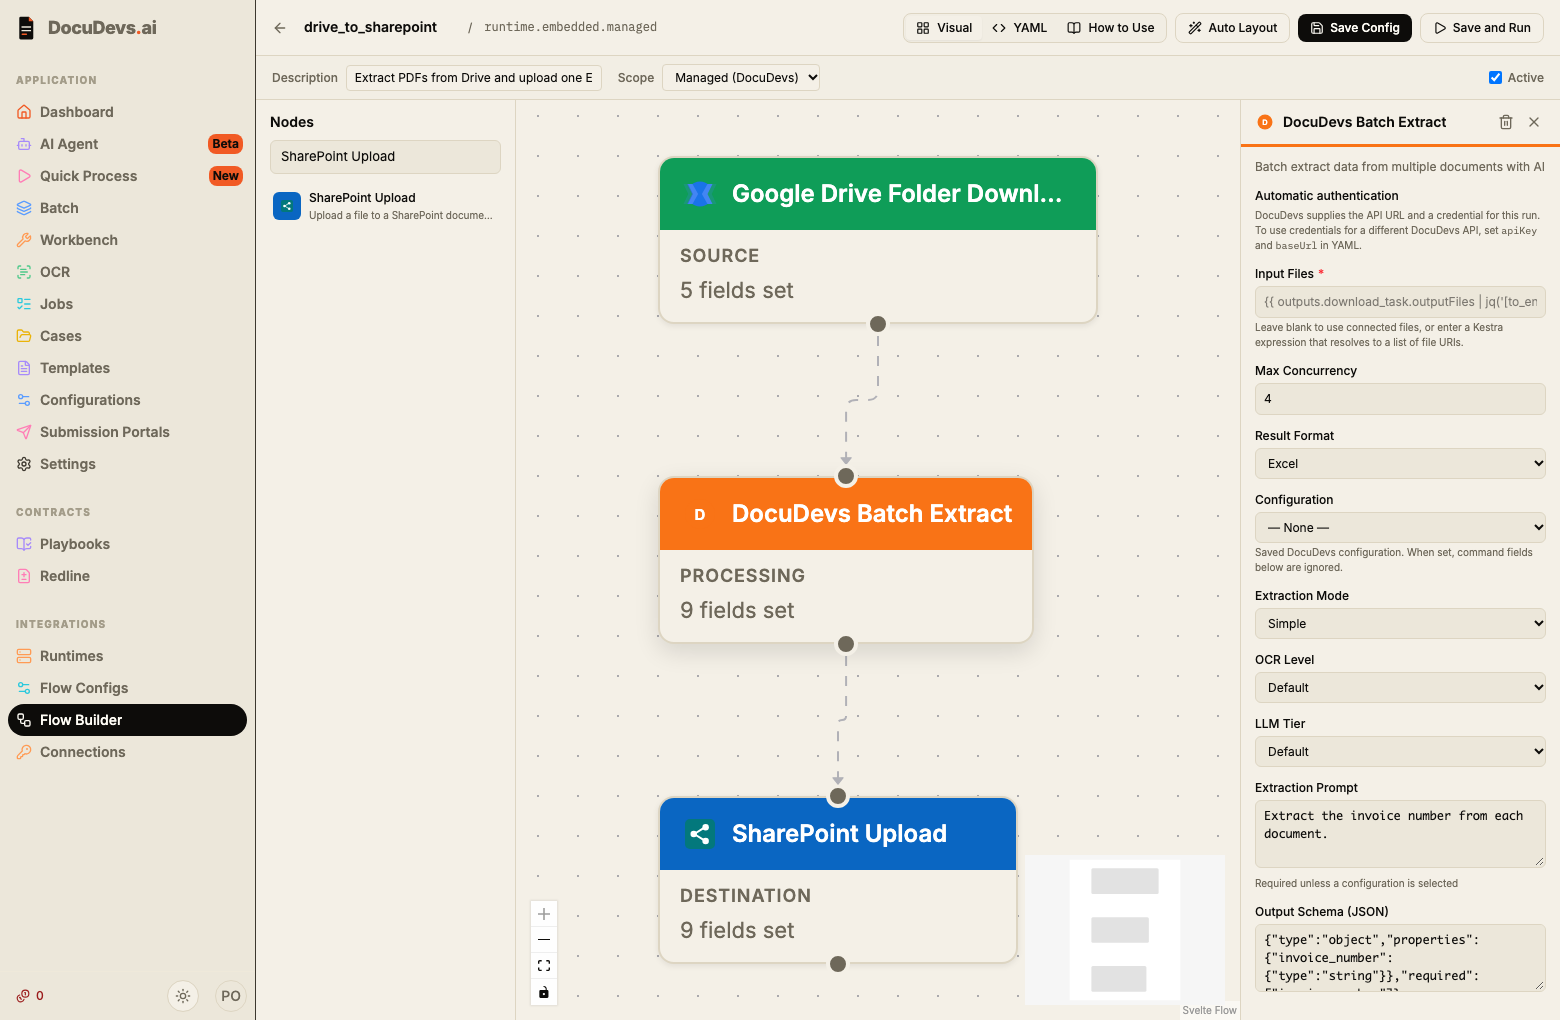 DocuDevs.ai
APPLICATION
Dashboard
AI Agent
Beta
Quick Process
New
Batch
Workbench
OCR
Jobs
Cases
Templates
Configurations
Submission Portals
Settings
CONTRACTS
Playbooks
Redline
INTEGRATIONS
Runtimes
Flow Configs
Flow Builder
Connections
0
PO
drive_to_sharepoint / runtime.embedded.managed
Visual
YAML
How to Use
Auto Layout
Save Config
Save and Run
Description
Extract PDFs from Drive and upload one E
Scope
Managed (DocuDevs)
Active
Nodes
SharePoint Upload
SharePoint Upload
Upload a file to a SharePoint docume...
Google Drive Folder Downl...
SOURCE
5 fields set
D
DocuDevs Batch Extract
PROCESSING
9 fields set
SharePoint Upload
DESTINATION
9 fields set
Svelte Flow
D
DocuDevs Batch Extract
Batch extract data from multiple documents with AI
Automatic authentication
DocuDevs supplies the API URL and a credential for this run.
To use credentials for a different DocuDevs API, set apiKey
and baseUrl in YAML.
Input Files *
{{ outputs.download_task.outputFiles | jq('[to_en
Leave blank to use connected files, or enter a Kestra
expression that resolves to a list of file URIs.
Max Concurrency
4
Result Format
Excel
Configuration
— None —
Saved DocuDevs configuration. When set, command fields
below are ignored.
Extraction Mode
Simple
OCR Level
Default
LLM Tier
Default
Extraction Prompt
Extract the invoice number from each
document.
Required unless a configuration is selected
Output Schema (JSON)
{"type":"object","properties":
{"invoice_number":
{"type":"string"}},"required":